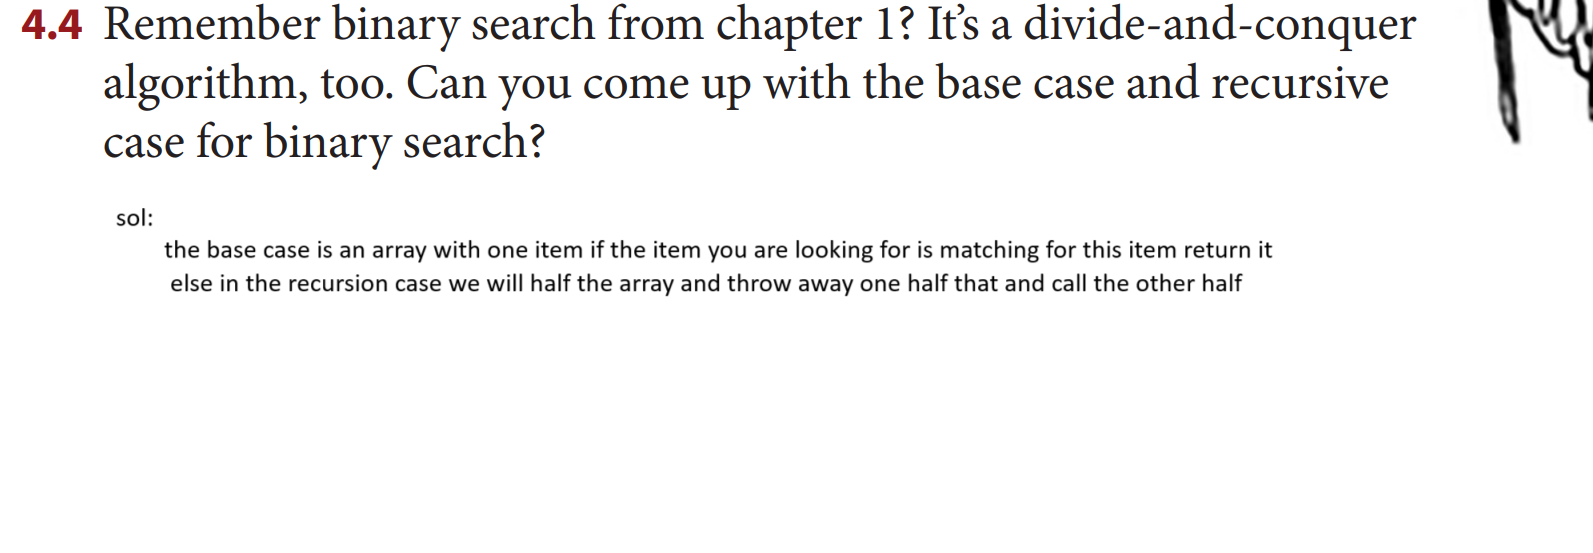 4.4 Remember binary search from chapter 1? It’s a divide-and-conquer
algorithm, too. Can you come up with the base case and recursive
case for binary search?
sol:
the base case is an array with one item if the item you are looking for is matching for this item return it
else in the recursion case we will half the array and throw away one half that and call the other half